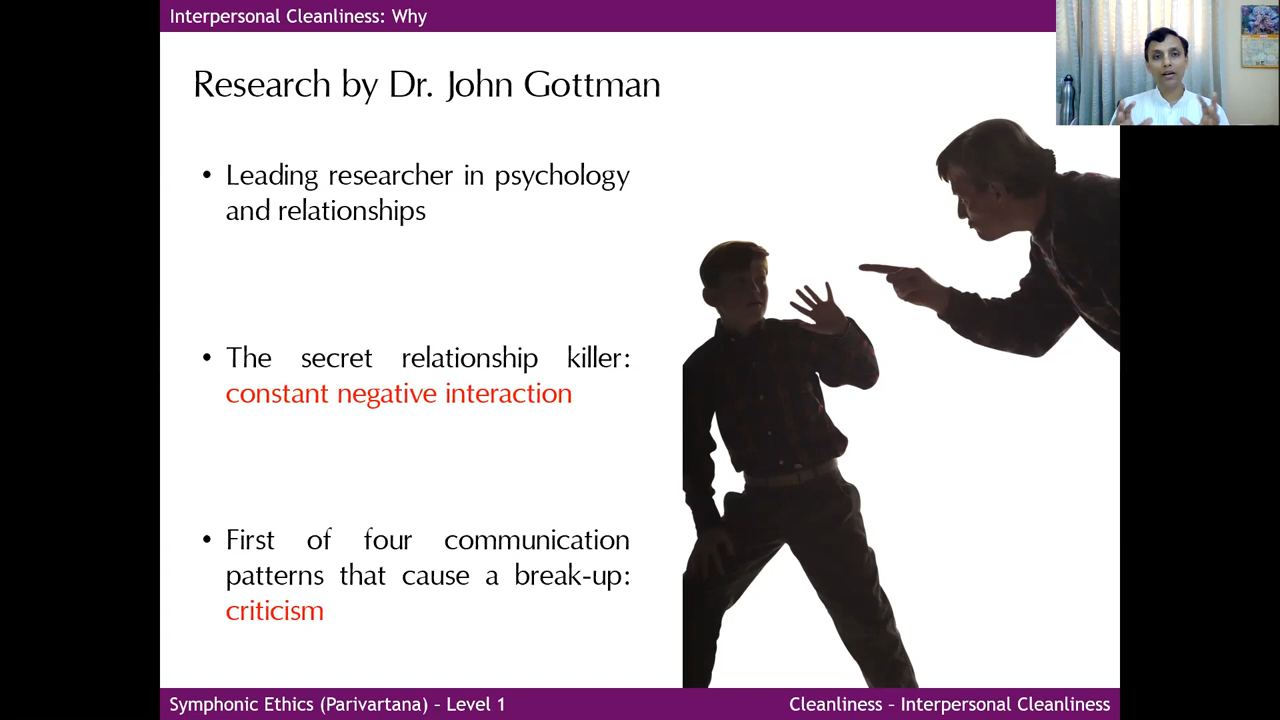 Interpersonal Cleanliness: Why
Research by Dr. John Gottman
• Leading researcher in psychology
and relationships
• The secret relationship killer:
constant negative interaction
• First of four communication
patterns that cause a break-up:
criticism
Symphonic Ethics (Parivartana) – Level 1
Cleanliness – Interpersonal Cleanliness